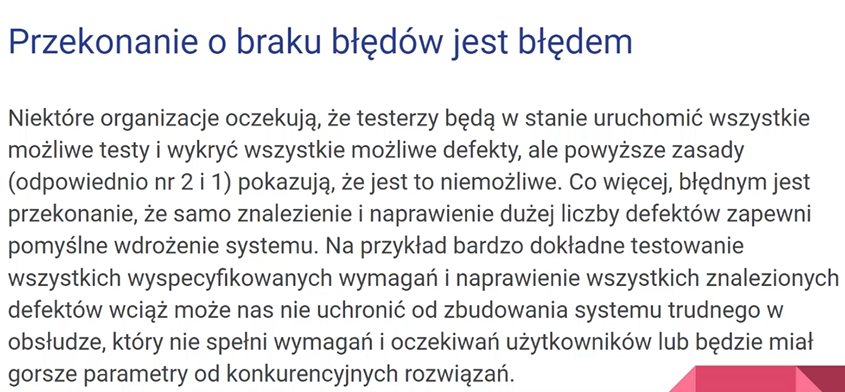 Przekonanie o braku błędów jest błędem
Niektóre organizacje oczekują, że testerzy będą w stanie uruchomić wszystkie
możliwe testy i wykryć wszystkie możliwe defekty, ale powyższe zasady
(odpowiednio nr 2 i 1) pokazują, że jest to niemożliwe. Co więcej, błędnym jest
przekonanie, że samo znalezienie i naprawienie dużej liczby defektów zapewni
pomyślne wdrożenie systemu. Na przykład bardzo dokładne testowanie
wszystkich wyspecyfikowanych wymagań i naprawienie wszystkich znalezionych
defektów wciąż może nas nie uchronić od zbudowania systemu trudnego w
obsłudze, który nie spełni wymagań i oczekiwań użytkowników lub będzie miał
gorsze parametry od konkurencyjnych rozwiązań.